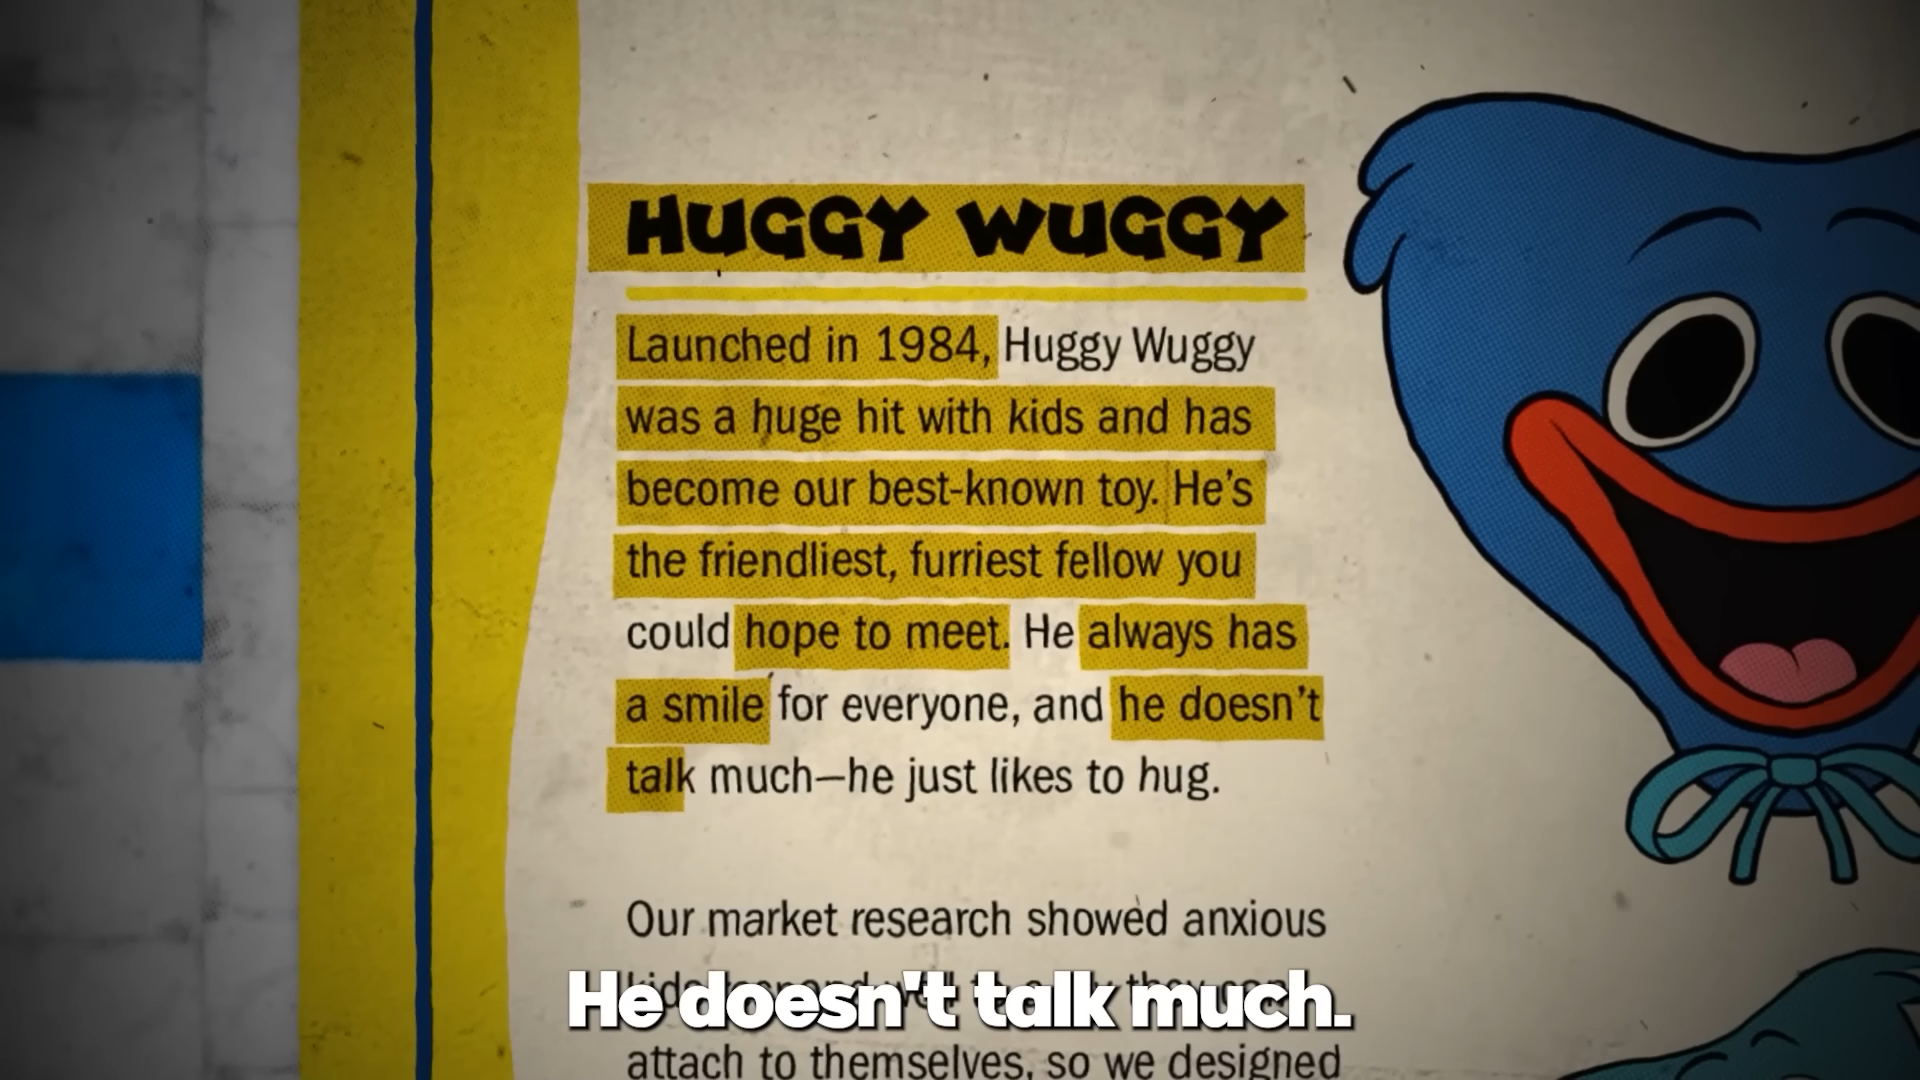 HUGGY WUGGY
Launched in 1984, Huggy Wuggy
was a huge hit with kids and has
become our best-known toy. He's
the friendliest, furriest fellow you
could hope to meet. He always has
a smile for everyone, and he doesn't
talk much—he just likes to hug.
Our market research showed anxious
He doesn't talk much.
attach to themselves, so we designed